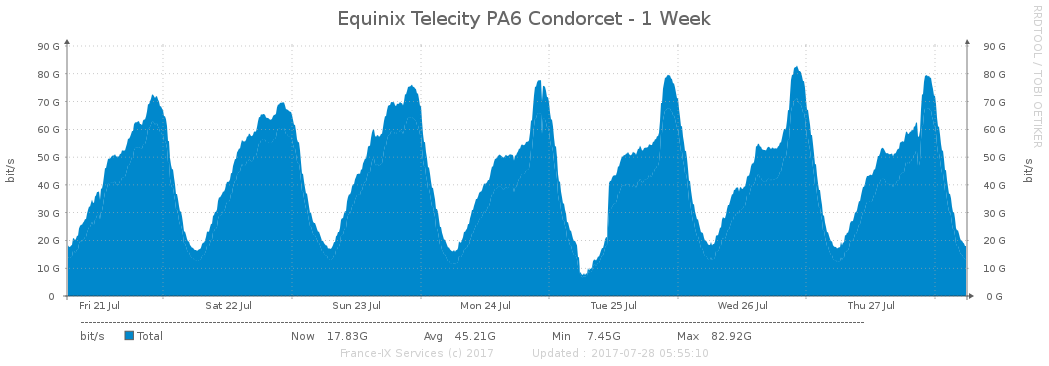 Equinix Telecity PA6 Condorcet - 1 Week
RRDTOOL / TOBI OETIKER
90 G 90 G
80 G 80 G
70 G 70 G
60 G 60 G
50 G 50 G
40 G 40 G
30 G 30 G
20 G 20 G
10 G 10 G
0 0 G
bit/s bit/s
Fri 21 Jul Sat 22 Jul Sun 23 Jul Mon 24 Jul Tue 25 Jul Wed 26 Jul Thu 27 Jul
bit/s Total Now 17.83G Avg 45.21G Min 7.45G Max 82.92G
France-IX Services (c) 2017 Updated : 2017-07-28 05:55:10